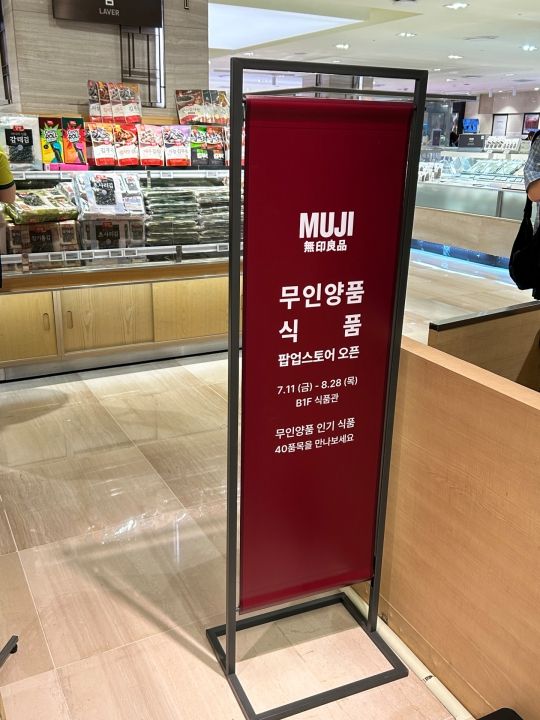 LAVER
MUJI
無印良品
무인양품
식 품
팝업스토어 오픈
7.11 (금) - 8.28 (목)
B1F 식품관
무인양품 인기 식품
40품목을 만나보세요